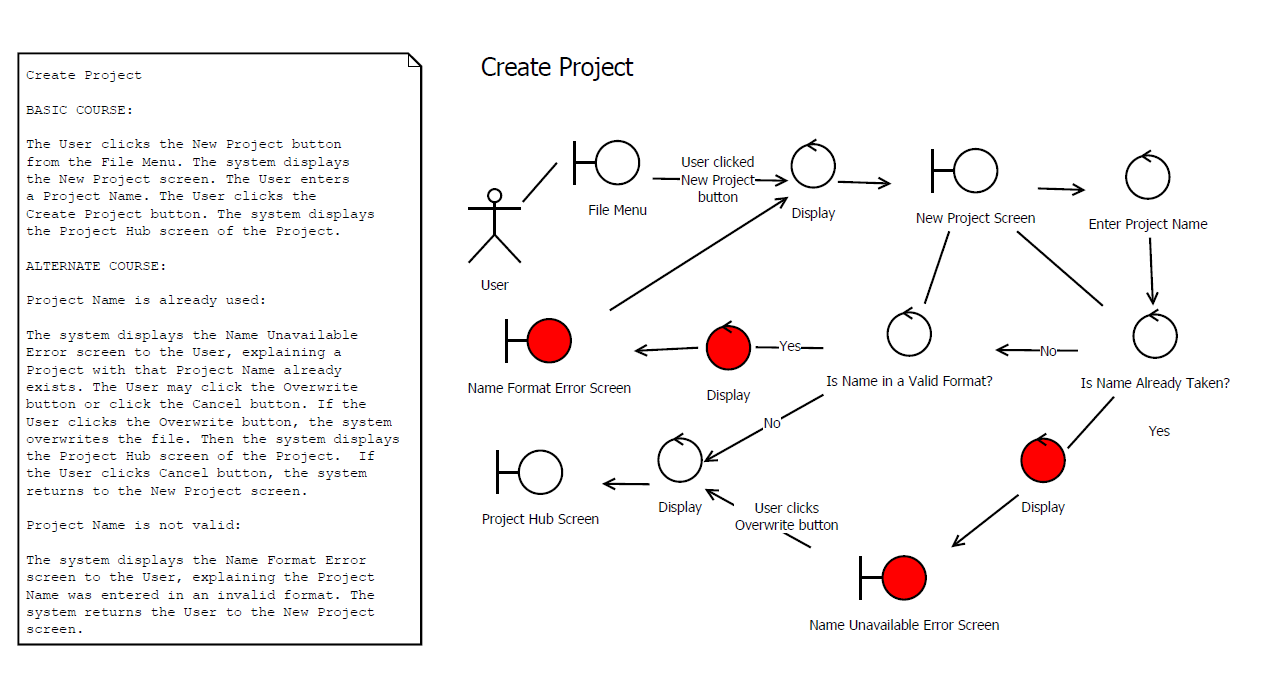 Create Project
BASIC COURSE:
The User clicks the New Project button
from the File Menu. The system displays
the New Project screen. The User enters
a Project Name. The User clicks the
Create Project button. The system displays
the Project Hub screen of the Project.
ALTERNATE COURSE:
Project Name is already used:
The system displays the Name Unavailable
Error screen to the User, explaining a
Project with that Project Name already
exists. The User may click the Overwrite
button or click the Cancel button. If the
User clicks the Overwrite button, the system
overwrites the file. Then the system displays
the Project Hub screen of the Project.  If
the User clicks Cancel button, the system
returns to the New Project screen.
Project Name is not valid:
The system displays the Name Format Error
screen to the User, explaining the Project
Name was entered in an invalid format. The
system returns the User to the New Project
screen.
Create Project
User clicked
New Project
button
File Menu
Display
New Project Screen
Enter Project Name
User
Yes
No
Name Format Error Screen
Display
Is Name in a Valid Format?
Is Name Already Taken?
No
Yes
Project Hub Screen
Display
User clicks
Overwrite button
Display
Name Unavailable Error Screen